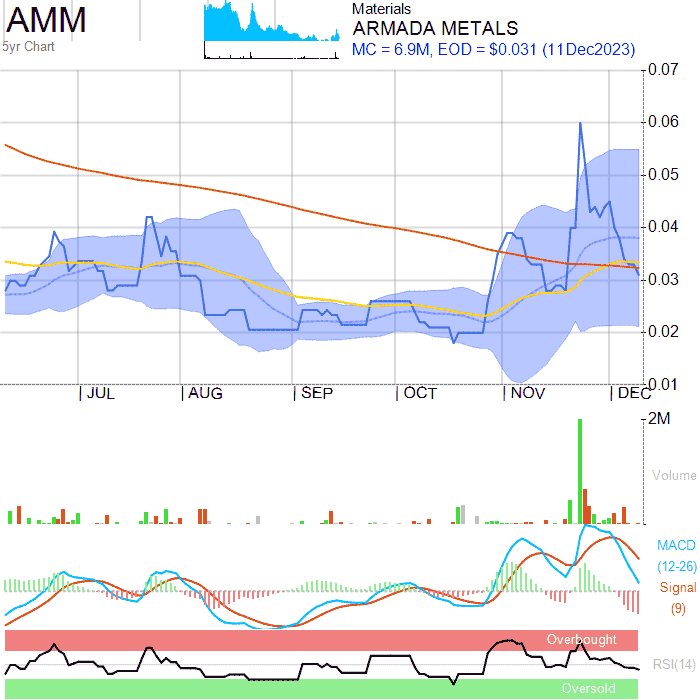 AMM
5yr Chart
Materials
ARMADA METALS
MC = 6.9M, EOD = $0.031 (11Dec2023)
0.07
0.06
0.05
0.04
0.03
0.02
0.01
JUL AUG SEP OCT NOV DEC
2M
Volume
MACD
(12-26)
Signal
(9)
Overbought
RSI(14)
Oversold